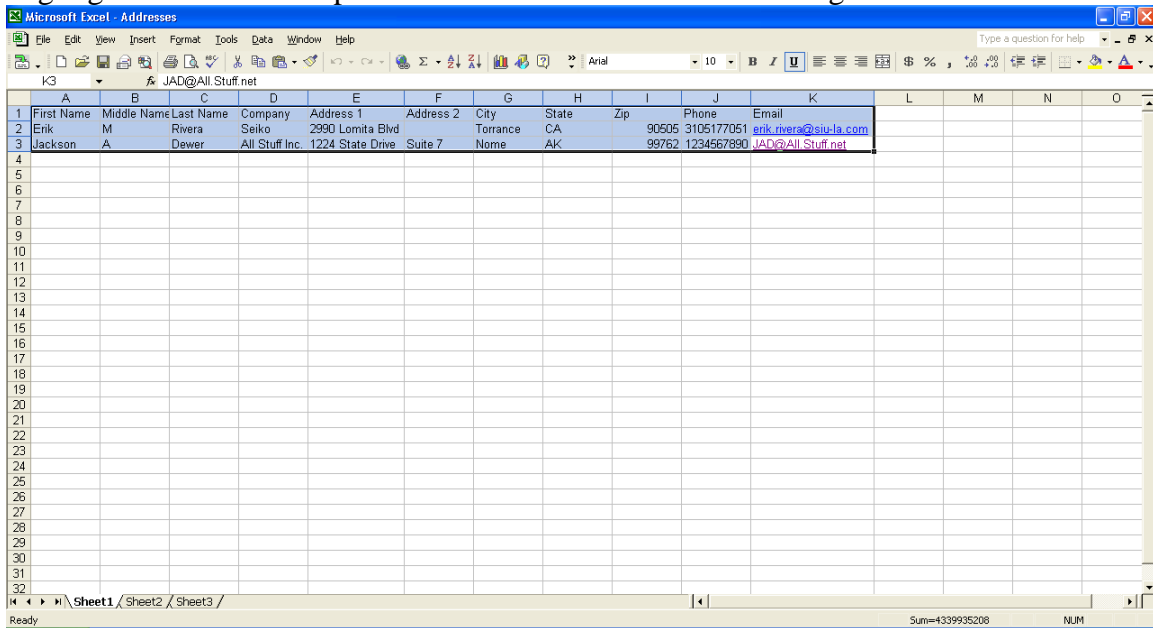 Microsoft Excel - Addresses
File Edit View Insert Format Tools Data Window Help
Type a question for help
Arial 10 B I U $ % ,
K3 fx JAD@All.Stuff.net
A B C D E F G H I J K L M N O
1 First Name Middle Name Last Name Company Address 1 Address 2 City State Zip Phone Email
2 Erik M Rivera Seiko 2990 Lomita Blvd Torrance CA 90505 3105177051 erik.rivera@siu-la.com
3 Jackson A Dewer All Stuff Inc. 1224 State Drive Suite 7 Nome AK 99762 1234567890 JAD@All.Stuff.net
4
5
6
7
8
9
10
11
12
13
14
15
16
17
18
19
20
21
22
23
24
25
26
27
28
29
30
31
32
Sheet1 Sheet2 Sheet3
Ready Sum=4339935208 NUM